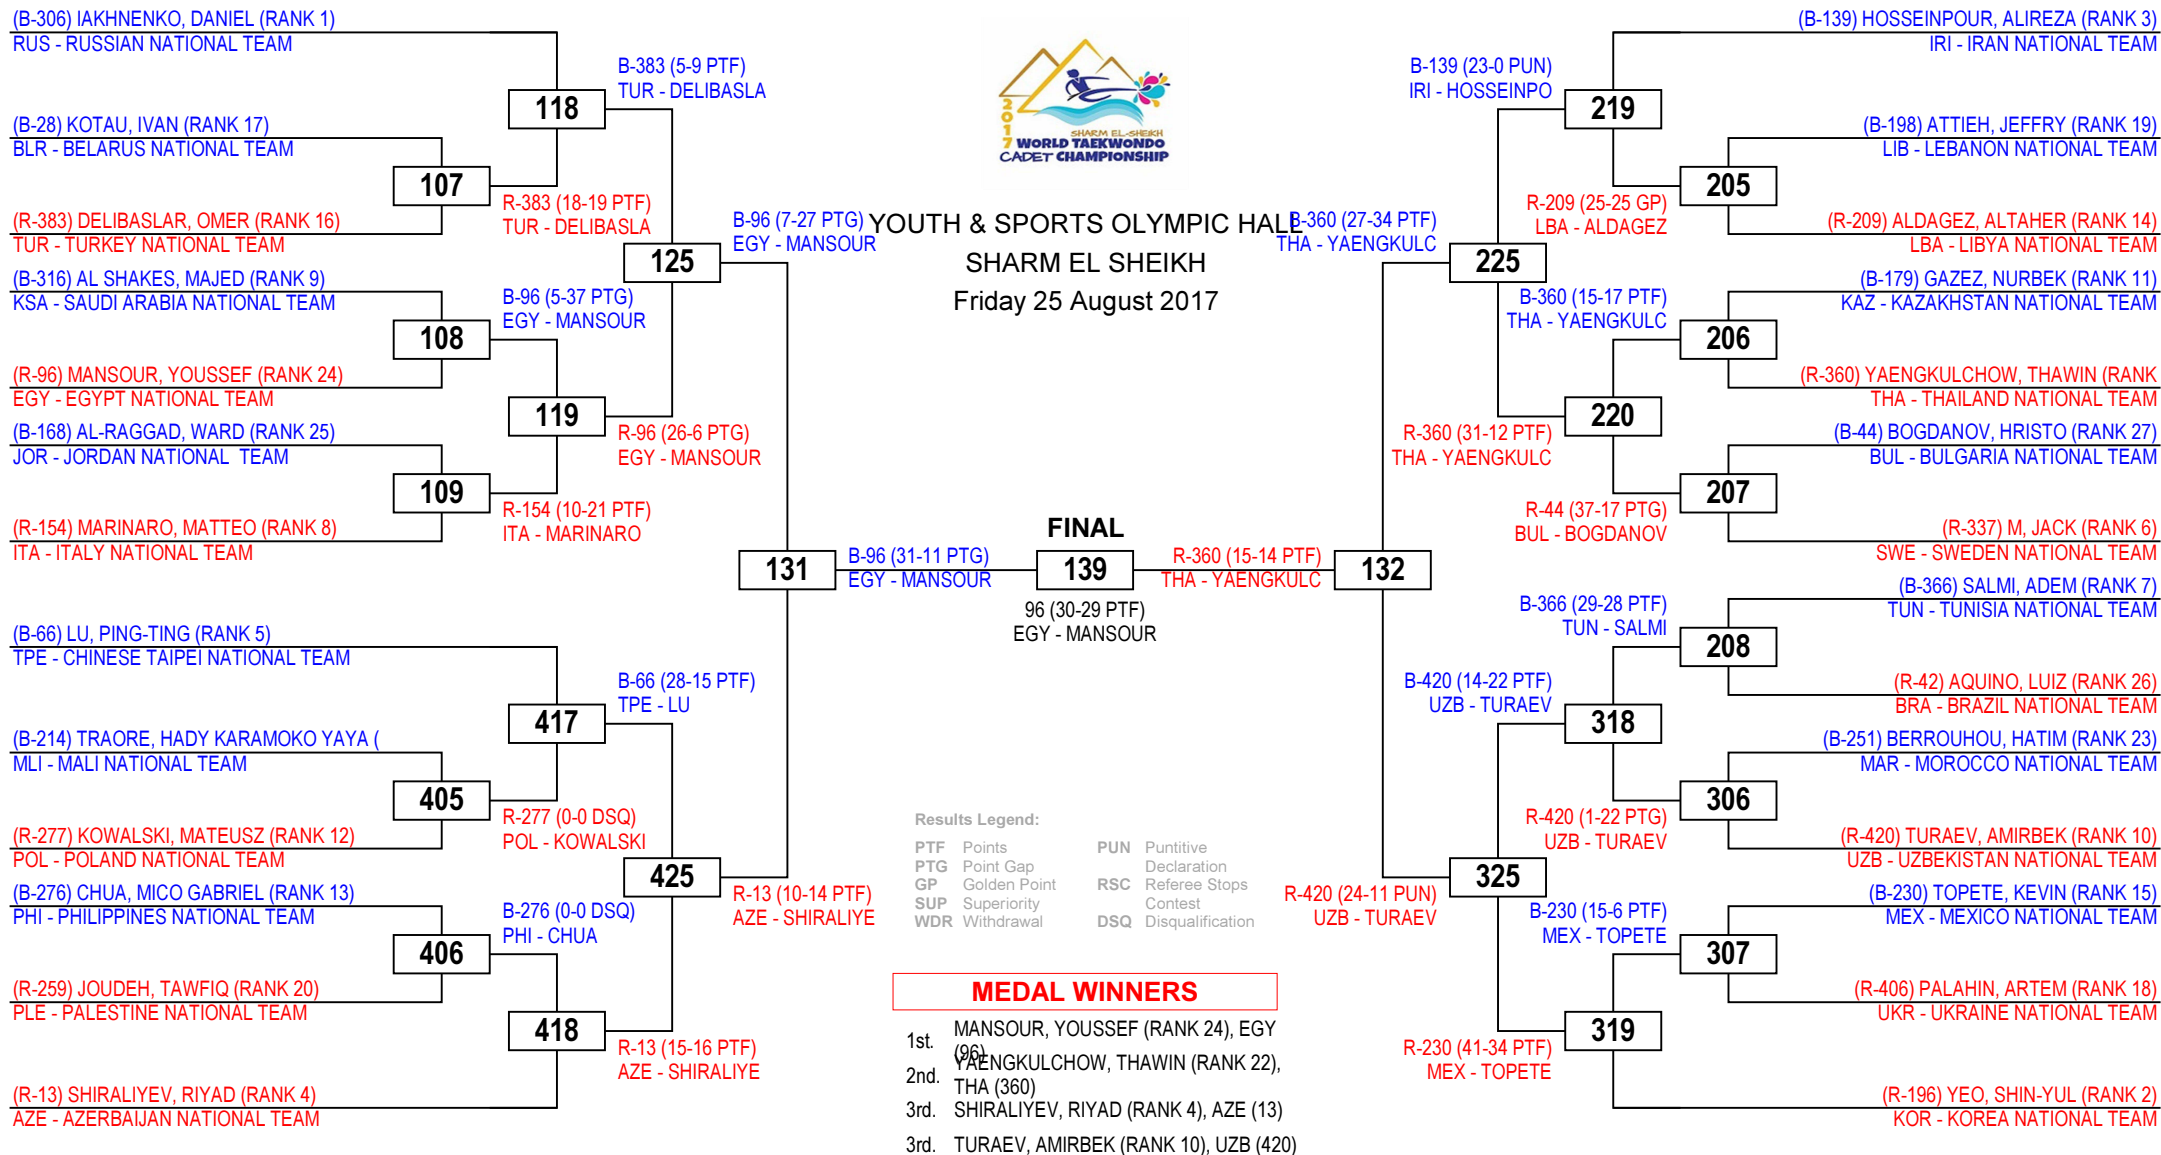 (B-306) IAKHNENKO, DANIEL (RANK 1)
RUS - RUSSIAN NATIONAL TEAM
(B-28) KOTAU, IVAN (RANK 17)
BLR - BELARUS NATIONAL TEAM
(R-383) DELIBASLAR, OMER (RANK 16)
TUR - TURKEY NATIONAL TEAM
(B-316) AL SHAKES, MAJED (RANK 9)
KSA - SAUDI ARABIA NATIONAL TEAM
(R-96) MANSOUR, YOUSSEF (RANK 24)
EGY - EGYPT NATIONAL TEAM
(B-168) AL-RAGGAD, WARD (RANK 25)
JOR - JORDAN NATIONAL  TEAM
(R-154) MARINARO, MATTEO (RANK 8)
ITA - ITALY NATIONAL TEAM
(B-66) LU, PING-TING (RANK 5)
TPE - CHINESE TAIPEI NATIONAL TEAM
(B-214) TRAORE, HADY KARAMOKO YAYA (
MLI - MALI NATIONAL TEAM
(R-277) KOWALSKI, MATEUSZ (RANK 12)
POL - POLAND NATIONAL TEAM
(B-276) CHUA, MICO GABRIEL (RANK 13)
PHI - PHILIPPINES NATIONAL TEAM
(R-259) JOUDEH, TAWFIQ (RANK 20)
PLE - PALESTINE NATIONAL TEAM
(R-13) SHIRALIYEV, RIYAD (RANK 4)
AZE - AZERBAIJAN NATIONAL TEAM
107
108
109
405
406
R-383 (18-19 PTF)
TUR - DELIBASLA
B-96 (5-37 PTG)
EGY - MANSOUR
R-154 (10-21 PTF)
ITA - MARINARO
R-277 (0-0 DSQ)
POL - KOWALSKI
B-276 (0-0 DSQ)
PHI - CHUA
118
119
417
418
B-383 (5-9 PTF)
TUR - DELIBASLA
R-96 (26-6 PTG)
EGY - MANSOUR
B-66 (28-15 PTF)
TPE - LU
R-13 (15-16 PTF)
AZE - SHIRALIYE
125
425
B-96 (7-27 PTG)
EGY - MANSOUR
R-13 (10-14 PTF)
AZE - SHIRALIYE
131
B-96 (31-11 PTG)
EGY - MANSOUR
2017
SHARM EL-SHEIKH
WORLD TAEKWONDO
CADET CHAMPIONSHIP
YOUTH & SPORTS OLYMPIC HALL
SHARM EL SHEIKH
Friday 25 August 2017
FINAL
139
96 (30-29 PTF)
EGY - MANSOUR
R-360 (15-14 PTF)
THA - YAENGKULC
132
B-360 (27-34 PTF)
THA - YAENGKULC
R-420 (24-11 PUN)
UZB - TURAEV
225
325
B-139 (23-0 PUN)
IRI - HOSSEINPO
R-360 (31-12 PTF)
THA - YAENGKULC
B-420 (14-22 PTF)
UZB - TURAEV
R-230 (41-34 PTF)
MEX - TOPETE
219
220
318
319
R-209 (25-25 GP)
LBA - ALDAGEZ
B-360 (15-17 PTF)
THA - YAENGKULC
R-44 (37-17 PTG)
BUL - BOGDANOV
B-366 (29-28 PTF)
TUN - SALMI
R-420 (1-22 PTG)
UZB - TURAEV
B-230 (15-6 PTF)
MEX - TOPETE
205
206
207
208
306
307
(B-139) HOSSEINPOUR, ALIREZA (RANK 3)
IRI - IRAN NATIONAL TEAM
(B-198) ATTIEH, JEFFRY (RANK 19)
LIB - LEBANON NATIONAL TEAM
(R-209) ALDAGEZ, ALTAHER (RANK 14)
LBA - LIBYA NATIONAL TEAM
(B-179) GAZEZ, NURBEK (RANK 11)
KAZ - KAZAKHSTAN NATIONAL TEAM
(R-360) YAENGKULCHOW, THAWIN (RANK
THA - THAILAND NATIONAL TEAM
(B-44) BOGDANOV, HRISTO (RANK 27)
BUL - BULGARIA NATIONAL TEAM
(R-337) M, JACK (RANK 6)
SWE - SWEDEN NATIONAL TEAM
(B-366) SALMI, ADEM (RANK 7)
TUN - TUNISIA NATIONAL TEAM
(R-42) AQUINO, LUIZ (RANK 26)
BRA - BRAZIL NATIONAL TEAM
(B-251) BERROUHOU, HATIM (RANK 23)
MAR - MOROCCO NATIONAL TEAM
(R-420) TURAEV, AMIRBEK (RANK 10)
UZB - UZBEKISTAN NATIONAL TEAM
(B-230) TOPETE, KEVIN (RANK 15)
MEX - MEXICO NATIONAL TEAM
(R-406) PALAHIN, ARTEM (RANK 18)
UKR - UKRAINE NATIONAL TEAM
(R-196) YEO, SHIN-YUL (RANK 2)
KOR - KOREA NATIONAL TEAM
Results Legend:
PTF Points
PTG Point Gap
GP Golden Point
SUP Superiority
WDR Withdrawal
PUN Puntitive
Declaration
RSC Referee Stops
Contest
DSQ Disqualification
MEDAL WINNERS
1st. MANSOUR, YOUSSEF (RANK 24), EGY
(96)
2nd. YAENGKULCHOW, THAWIN (RANK 22),
THA (360)
3rd. SHIRALIYEV, RIYAD (RANK 4), AZE (13)
3rd. TURAEV, AMIRBEK (RANK 10), UZB (420)